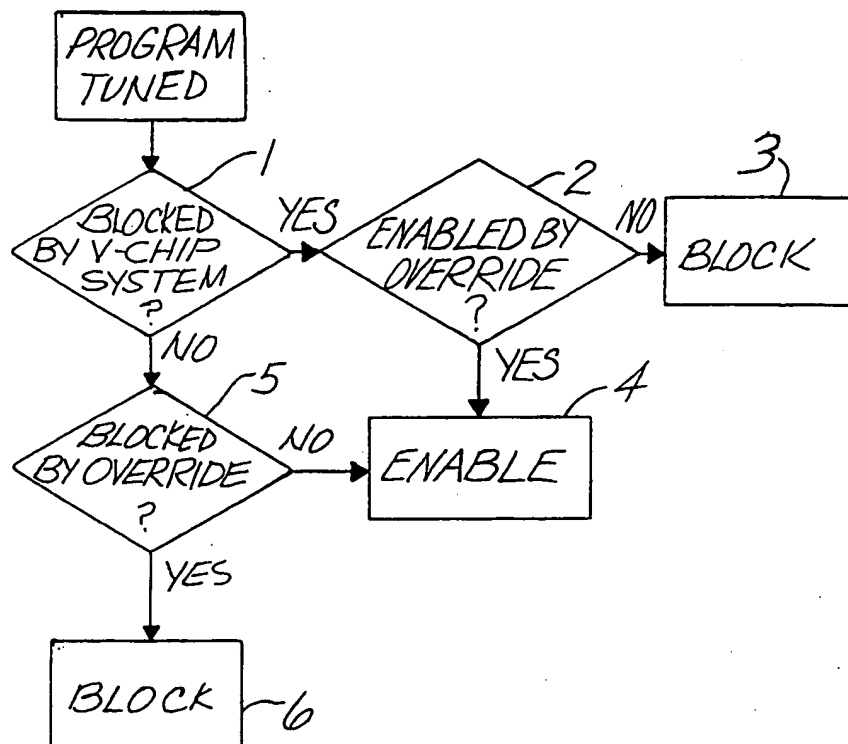 PROGRAM
TUNED
1
BLOCKED
BY V-CHIP
SYSTEM
?
YES
2
ENABLED BY
OVERRIDE
?
NO
3
BLOCK
NO
YES
5
BLOCKED
BY OVERRIDE
?
NO
4
ENABLE
YES
BLOCK
6